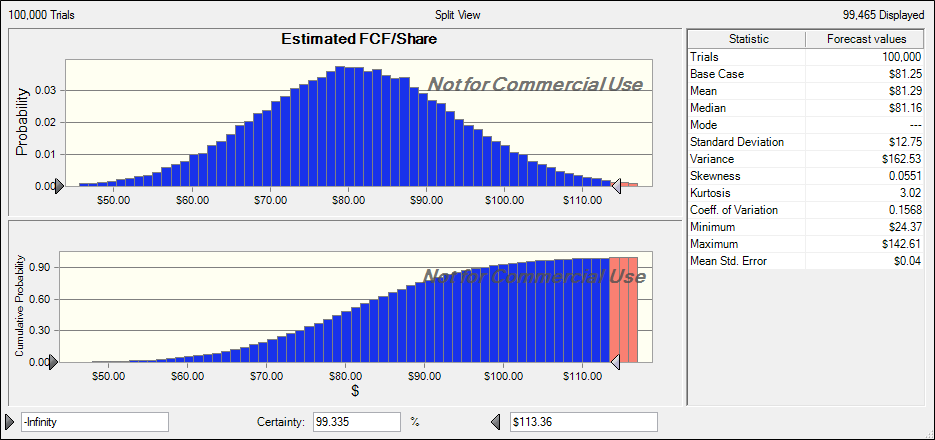 100,000 Trials
Split View
99,465 Displayed
Estimated FCF/Share
Not for Commercial Use
Probability
0.03
0.02
0.01
0.00
$50.00 $60.00 $70.00 $80.00 $90.00 $100.00 $110.00
Not for Commercial Use
Cumulative Probability
0.90
0.60
0.30
0.00
$50.00 $60.00 $70.00 $80.00 $90.00 $100.00 $110.00
$
Statistic Forecast values
Trials 100,000
Base Case $81.25
Mean $81.29
Median $81.16
Mode ---
Standard Deviation $12.75
Variance $162.53
Skewness 0.0551
Kurtosis 3.02
Coeff. of Variation 0.1568
Minimum $24.37
Maximum $142.61
Mean Std. Error $0.04
-Infinity
Certainty: 99.335 %
$113.36